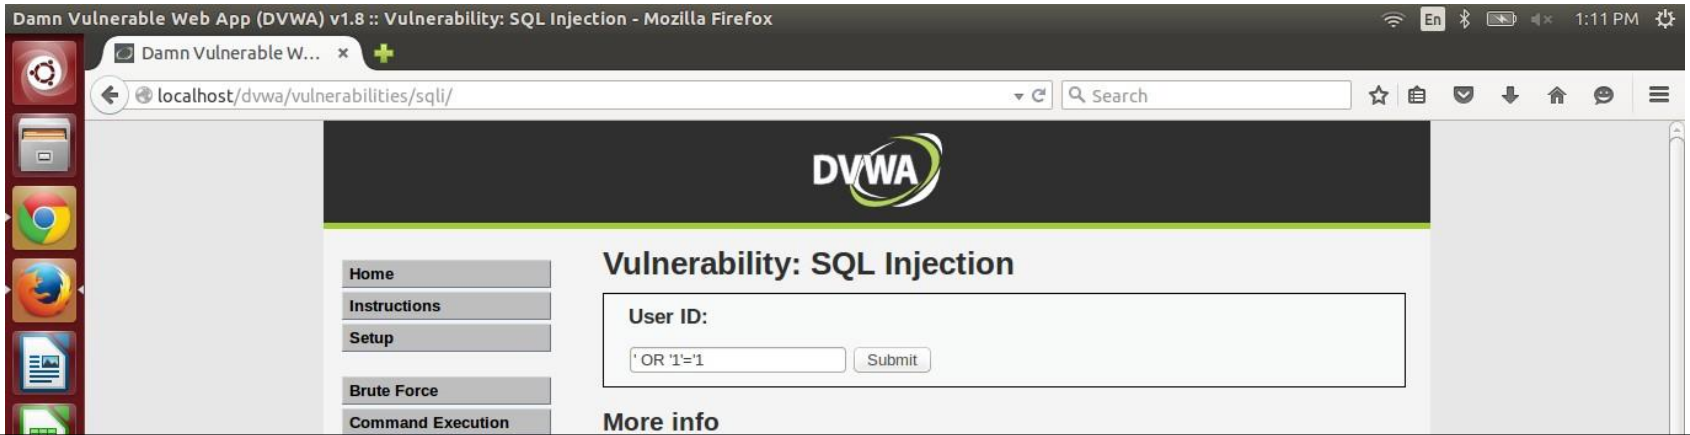 Damn Vulnerable Web App (DVWA) v1.8 :: Vulnerability: SQL Injection - Mozilla Firefox
En
1:11 PM
Damn Vulnerable W... ×
localhost/dvwa/vulnerabilities/sqli/
Search
DVWA
Home
Instructions
Setup
Brute Force
Command Execution
Vulnerability: SQL Injection
User ID:
' OR '1'='1
Submit
More info